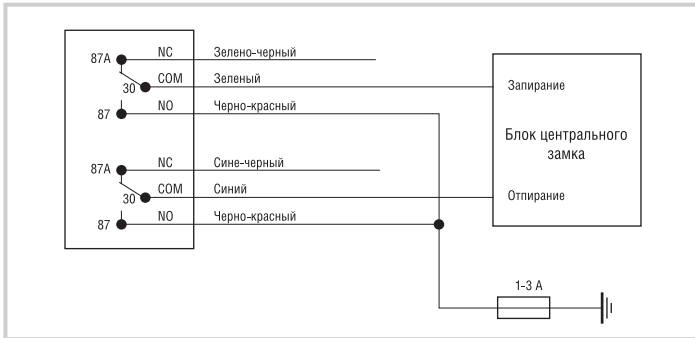 87A NC Зелено-черный
30 COM Зеленый
Запирание
87 NO Черно-красный
Блок центрального
замка
87A NC Сине-черный
30 COM Синий
Отпирание
87 NO Черно-красный
1-3 А